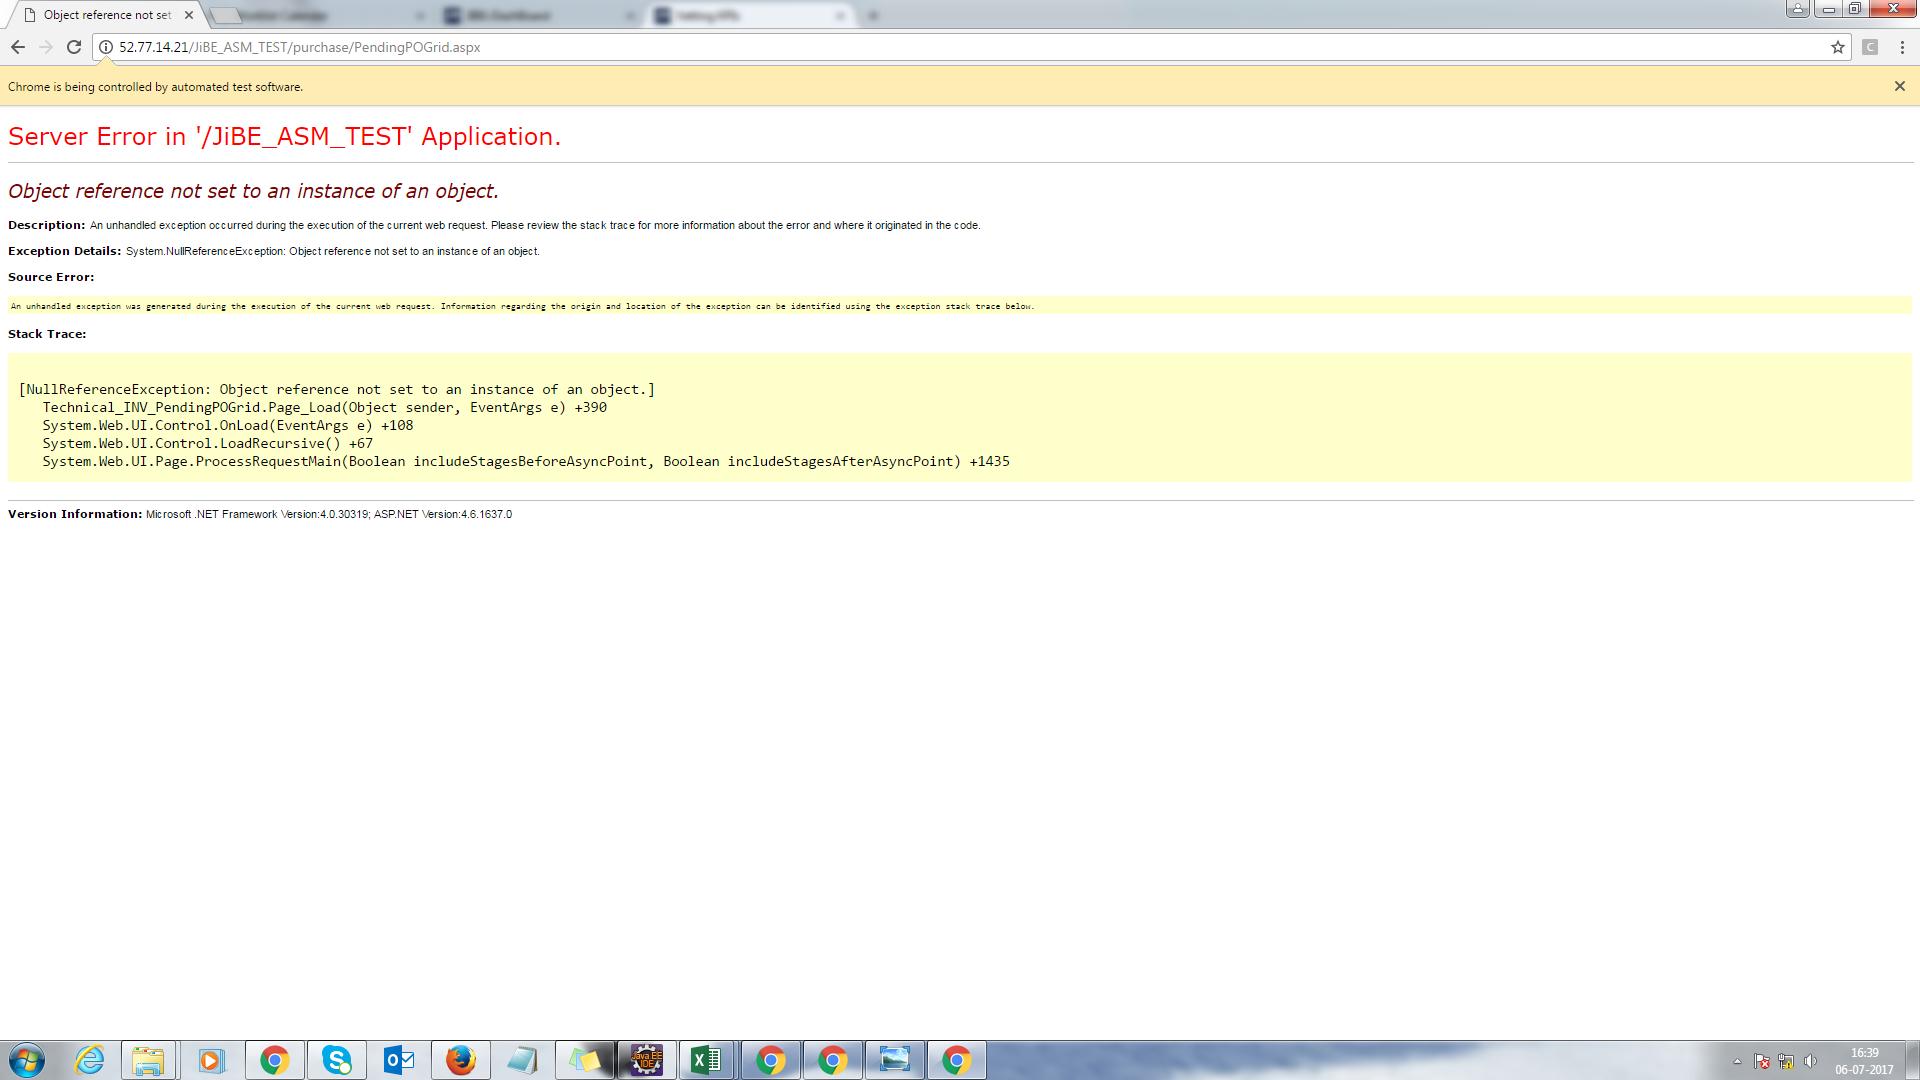 Object reference not set
52.77.14.21/JiBE_ASM_TEST/purchase/PendingPOGrid.aspx
C
Chrome is being controlled by automated test software.
Server Error in '/JiBE_ASM_TEST' Application.
Object reference not set to an instance of an object.
Description: An unhandled exception occurred during the execution of the current web request. Please review the stack trace for more information about the error and where it originated in the code.
Exception Details: System.NullReferenceException: Object reference not set to an instance of an object.
Source Error:
An unhandled exception was generated during the execution of the current web request. Information regarding the origin and location of the exception can be identified using the exception stack trace below.
Stack Trace:
[NullReferenceException: Object reference not set to an instance of an object.]
Technical_INV_PendingPOGrid.Page_Load(Object sender, EventArgs e) +390
System.Web.UI.Control.OnLoad(EventArgs e) +108
System.Web.UI.Control.LoadRecursive() +67
System.Web.UI.Page.ProcessRequestMain(Boolean includeStagesBeforeAsyncPoint, Boolean includeStagesAfterAsyncPoint) +1435
Version Information: Microsoft .NET Framework Version:4.0.30319; ASP.NET Version:4.6.1637.0
Java EE
IDE
16:39
06-07-2017